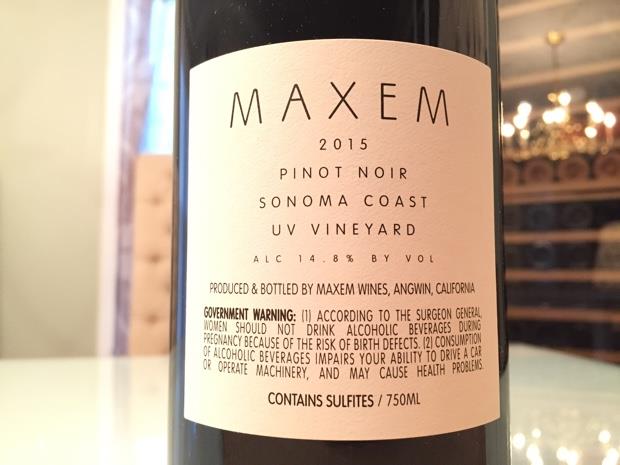 MAXEM
2015
PINOT NOIR
SONOMA COAST
UV VINEYARD
ALC 14.8% BY VOL
PRODUCED & BOTTLED BY MAXEM WINES, ANGWIN, CALIFORNIA
GOVERNMENT WARNING: (1) ACCORDING TO THE SURGEON GENERAL,
WOMEN SHOULD NOT DRINK ALCOHOLIC BEVERAGES DURING
PREGNANCY BECAUSE OF THE RISK OF BIRTH DEFECTS. (2) CONSUMPTION
OF ALCOHOLIC BEVERAGES IMPAIRS YOUR ABILITY TO DRIVE A CAR
OR OPERATE MACHINERY, AND MAY CAUSE HEALTH PROBLEMS.
CONTAINS SULFITES / 750ML